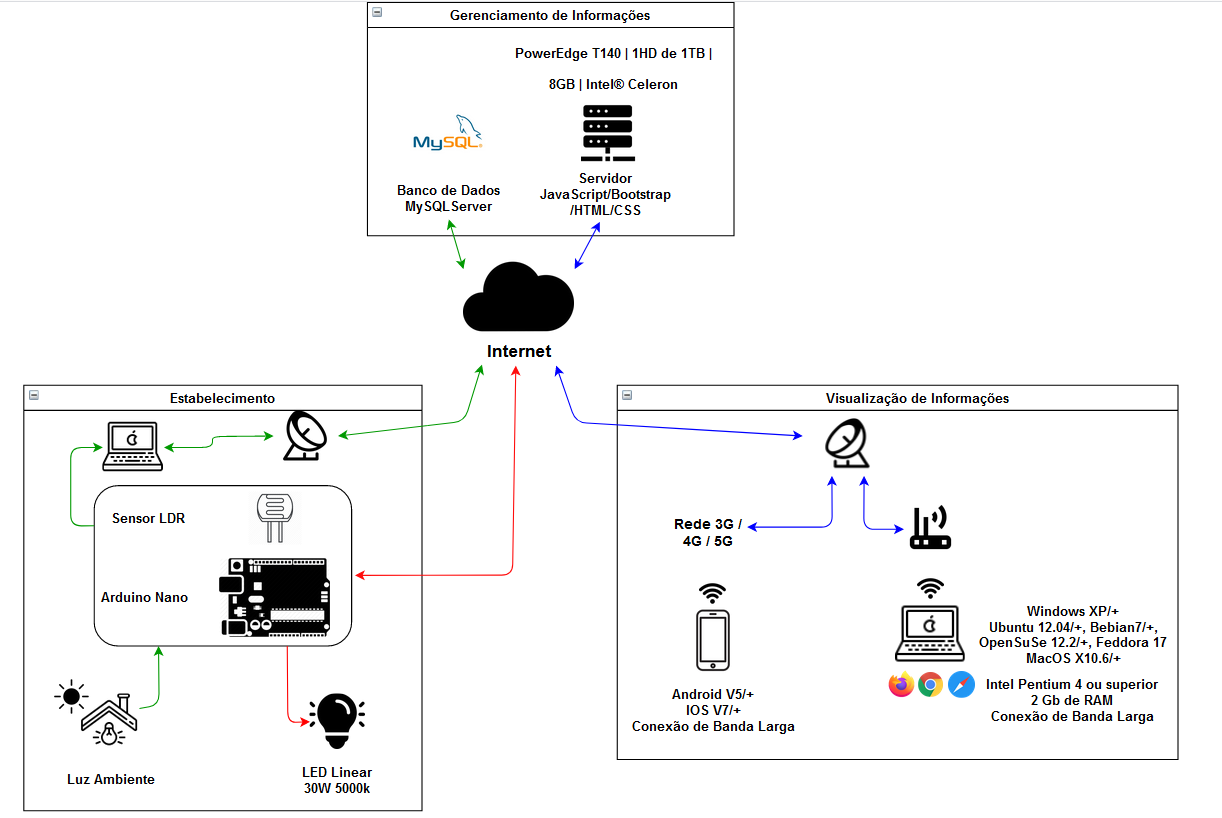 Gerenciamento de Informações
PowerEdge T140 | 1HD de 1TB |
8GB | Intel® Celeron
MySQL
Banco de Dados
MySQLServer
Servidor
JavaScript/Bootstrap
/HTML/CSS
Internet
Estabelecimento
Sensor LDR
Arduino Nano
Luz Ambiente
LED Linear
30W 5000k
Visualização de Informações
Rede 3G /
4G / 5G
Android V5/+
IOS V7/+
Conexão de Banda Larga
Windows XP/+
Ubuntu 12.04/+, Bebian7/+,
OpenSuSe 12.2/+, Feddora 17
MacOS X10.6/+
Intel Pentium 4 ou superior
2 Gb de RAM
Conexão de Banda Larga